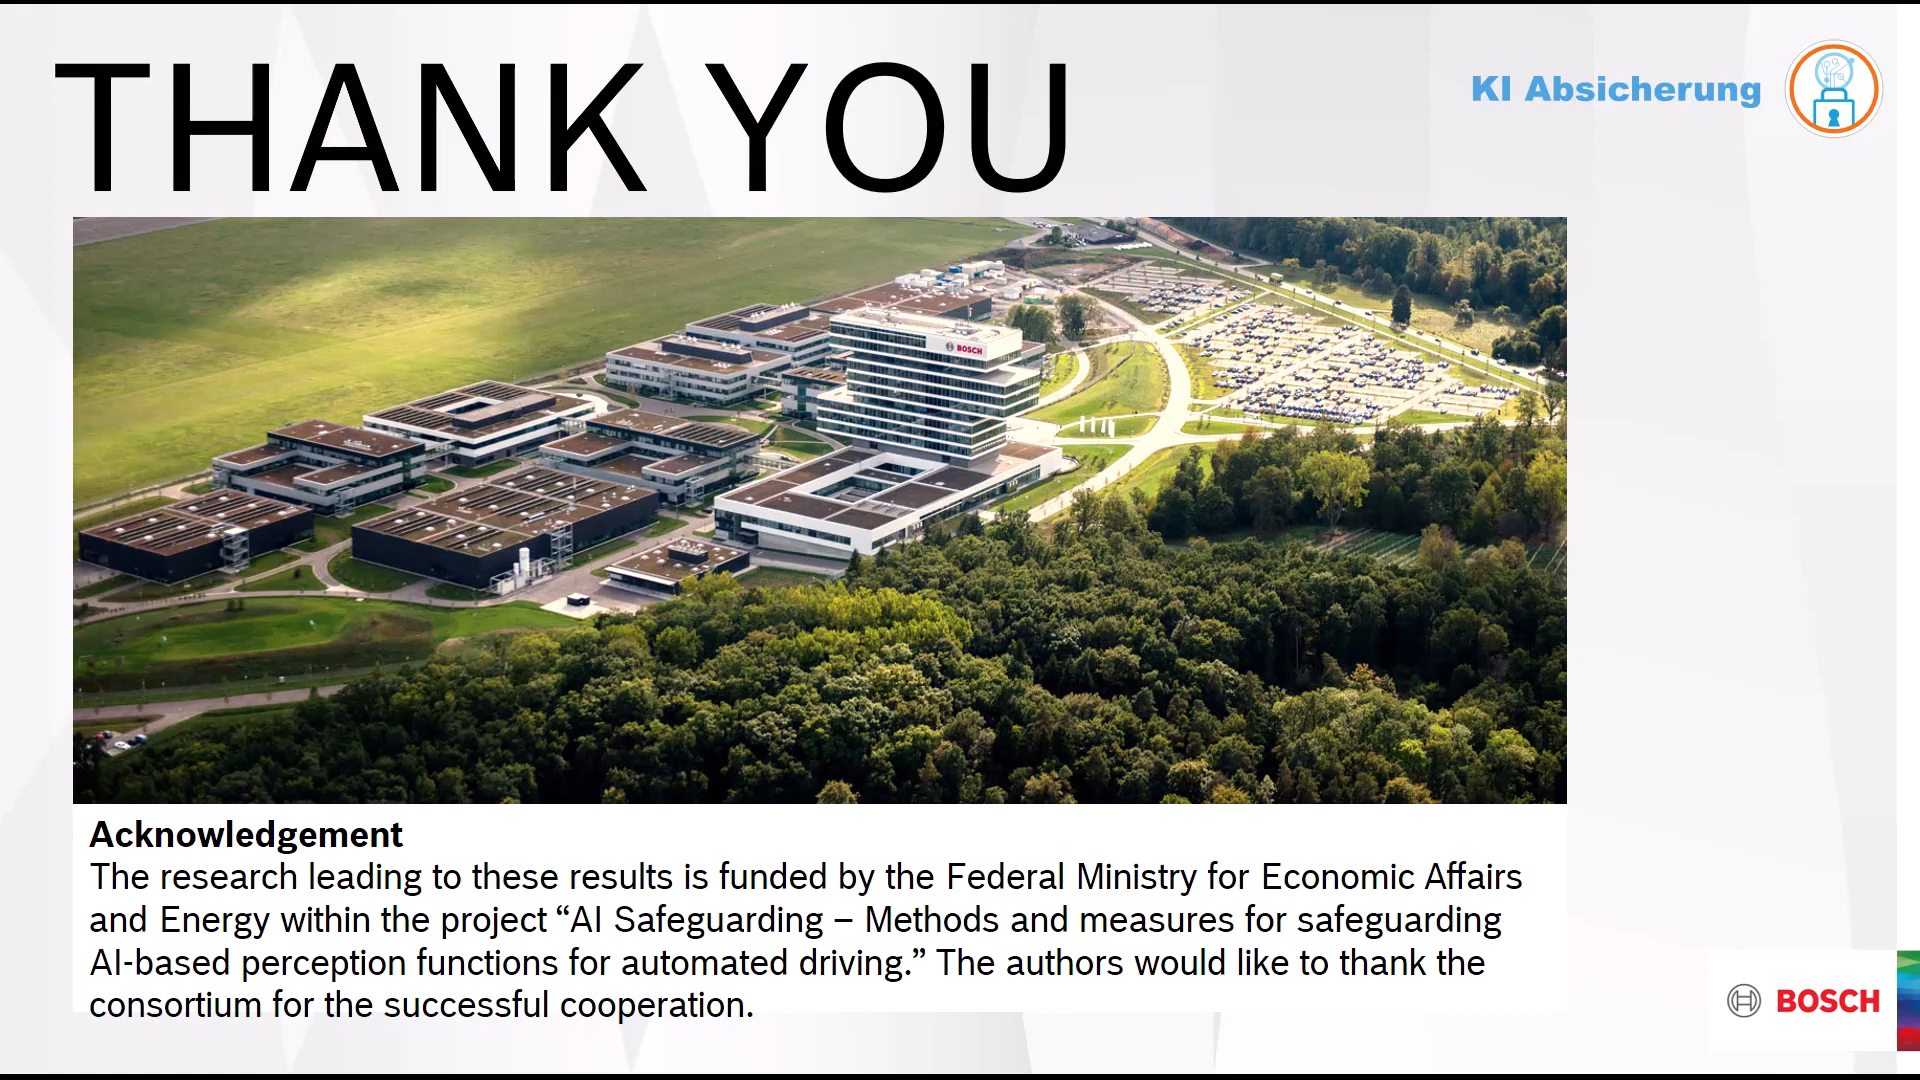 THANK YOU
KI Absicherung
BOSCH
Acknowledgement
The research leading to these results is funded by the Federal Ministry for Economic Affairs
and Energy within the project “AI Safeguarding – Methods and measures for safeguarding
AI-based perception functions for automated driving.” The authors would like to thank the
consortium for the successful cooperation.
BOSCH